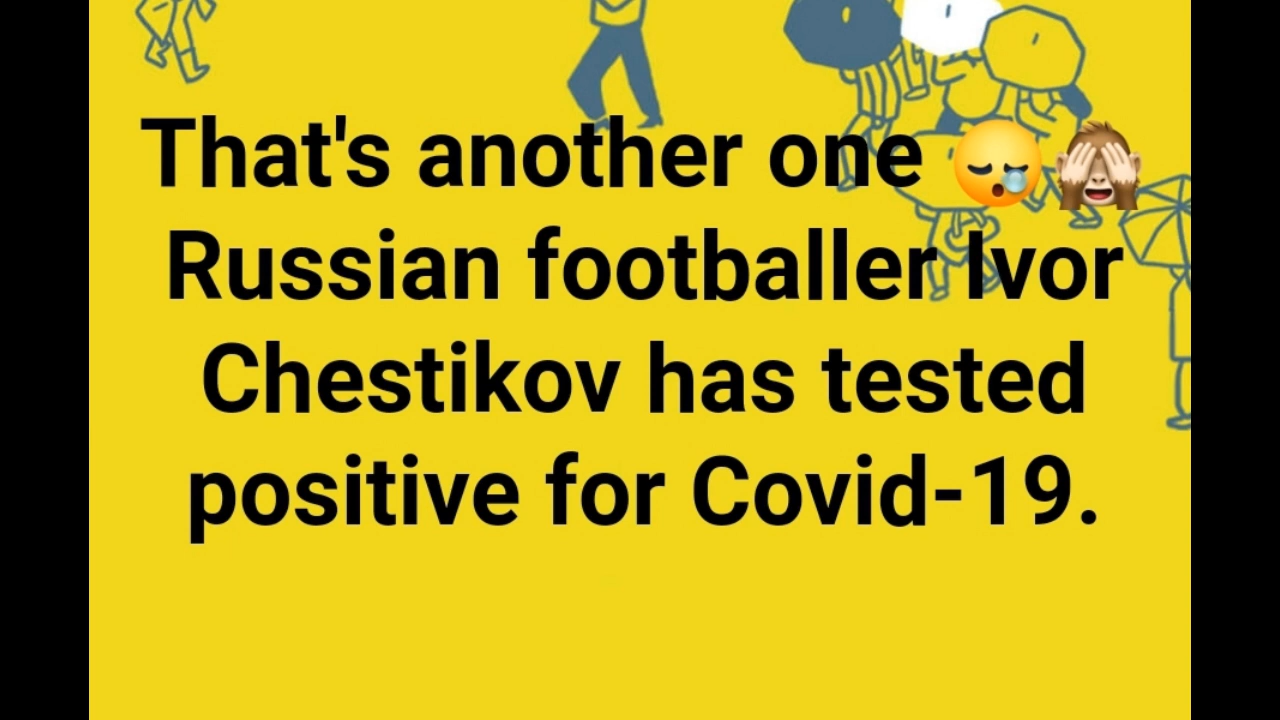 That's another one 😪🙈
Russian footballer Ivor
Chestikov has tested
positive for Covid-19.